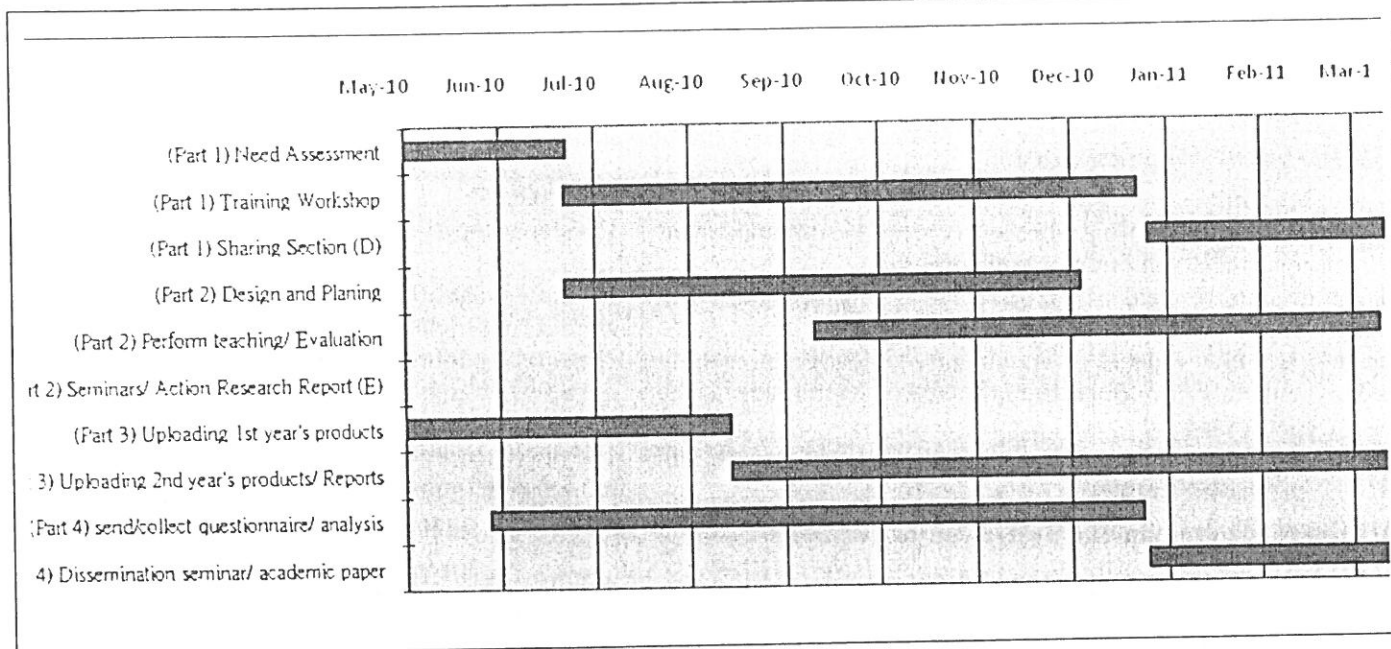 May-10 Jun-10 Jul-10 Aug-10 Sep-10 Oct-10 Nov-10 Dec-10 Jan-11 Feb-11 Mar-1
(Part 1) Need Assessment
(Part 1) Training Workshop
(Part 1) Sharing Section (D)
(Part 2) Design and Planing
(Part 2) Perform teaching/ Evaluation
rt 2) Seminars/ Action Research Report (E)
(Part 3) Uploading 1st year's products
3) Uploading 2nd year's products/ Reports
(Part 4) send/collect questionnaire/ analysis
4) Dissemination seminar/ academic paper